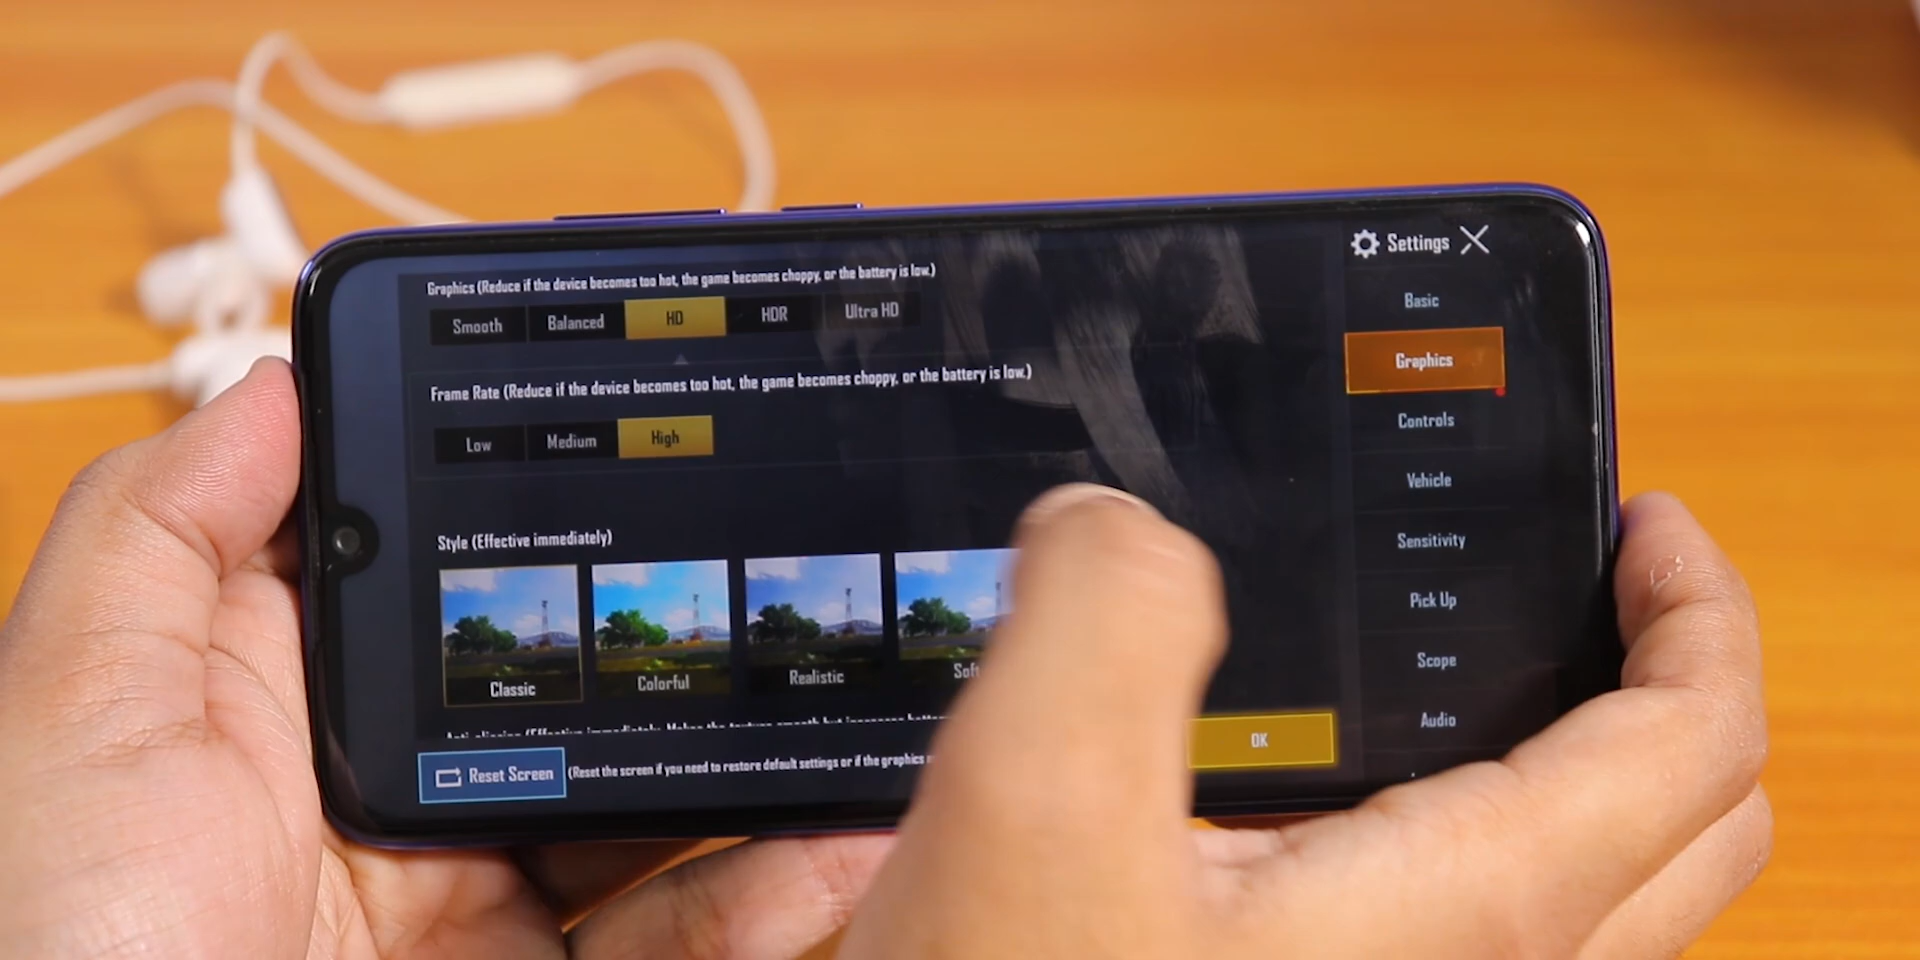 Settings
Graphics (Reduce if the device becomes too hot, the game becomes choppy, or the battery is low.)
Smooth Balanced HD HDR Ultra HD
Frame Rate (Reduce if the device becomes too hot, the game becomes choppy, or the battery is low.)
Low Medium High
Style (Effective immediately)
Classic Colorful Realistic
Reset Screen (Reset the screen if you need to restore default settings or if the graphics
OK
Basic
Graphics
Controls
Vehicle
Sensitivity
Pick Up
Scope
Audio